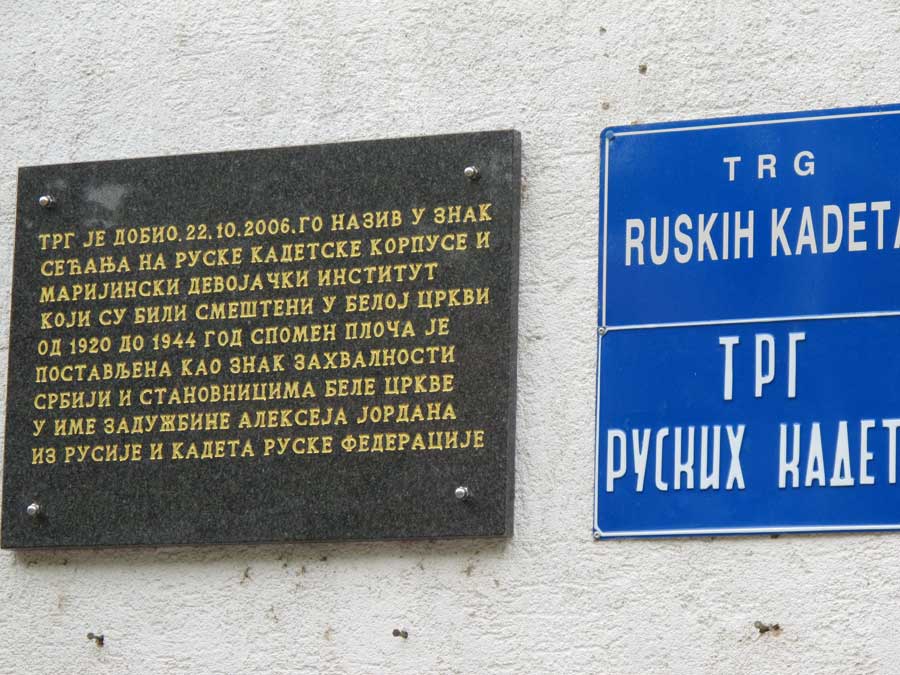 ТРГ ЈЕ ДОБИО. 22.10.2006.ГО НАЗИВ У ЗНАК
СЕЋАЊА НА РУСКЕ КАДЕТСКЕ КОРПУСЕ И
МАРИЈИНСКИ ДЕВОЈАЧКИ ИНСТИТУТ
КОЈИ СУ БИЛИ СМЕШТЕНИ У БЕЛОЈ ЦРКВИ
ОД 1920 ДО 1944 ГОД СПОМЕН ПЛОЧА ЈЕ
ПОСТАВЉЕНА КАО ЗНАК ЗАХВАЛНОСТИ
СРБИЈИ И СТАНОВНИЦИМА БЕЛЕ ЦРКВЕ
У ИМЕ ЗАДУЖБИНЕ АЛЕКСЕЈА ЈОРДАНА
ИЗ РУСИЈЕ И КАДЕТА РУСКЕ ФЕДЕРАЦИЈЕ
TRG
RUSKIH KADETA
ТРГ
РУСКИХ КАДЕТ